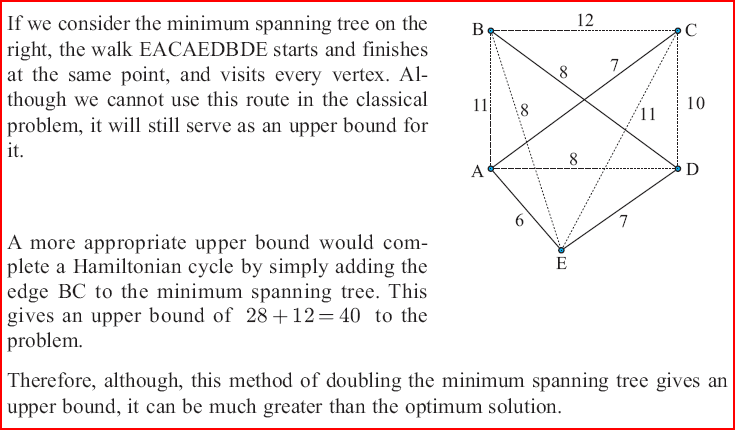 If we consider the minimum spanning tree on the
right, the walk EACAEDBDE starts and finishes
at the same point, and visits every vertex. Al-
though we cannot use this route in the classical
problem, it will still serve as an upper bound for
it.
B
12
C
8
7
11
8
11
10
A
8
D
6
7
E
A more appropriate upper bound would com-
plete a Hamiltonian cycle by simply adding the
edge BC to the minimum spanning tree. This
gives an upper bound of 28 + 12 = 40 to the
problem.
Therefore, although, this method of doubling the minimum spanning tree gives an
upper bound, it can be much greater than the optimum solution.